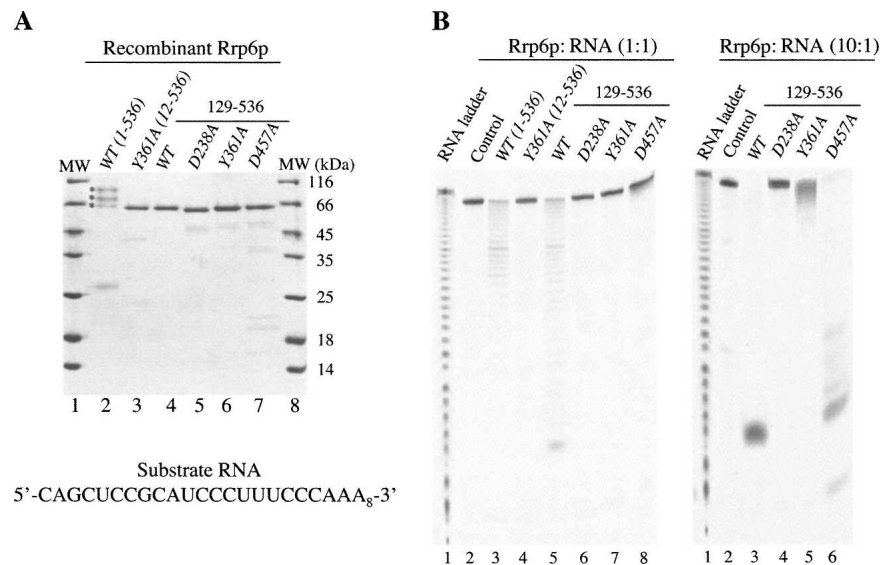 A
Recombinant Rrp6p
129-536
WT (1-536)
Y361A (12-536)
WT
D238A
Y361A
D457A
MW
MW (kDa)
116
66
45
35
25
18
14
1 2 3 4 5 6 7 8
Substrate RNA
5’-CAGCUCCGCAUCCCUUUCCCAAA8-3’
B
Rrp6p: RNA (1:1)
129-536
RNA ladder
Control
WT (1-536)
Y361A (12-536)
WT
D238A
Y361A
D457A
1 2 3 4 5 6 7 8
Rrp6p: RNA (10:1)
129-536
RNA ladder
Control
WT
D238A
Y361A
D457A
1 2 3 4 5 6